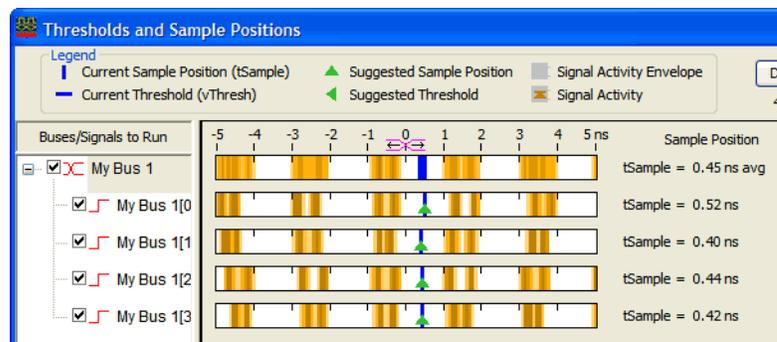 Thresholds and Sample Positions
Legend
Current Sample Position (tSample)
Suggested Sample Position
Signal Activity Envelope
Current Threshold (vThresh)
Suggested Threshold
Signal Activity
Buses/Signals to Run
-5 -4 -3 -2 -1 0 1 2 3 4 5 ns
Sample Position
My Bus 1
tSample = 0.45 ns avg
My Bus 1[0
tSample = 0.52 ns
My Bus 1[1
tSample = 0.40 ns
My Bus 1[2
tSample = 0.44 ns
My Bus 1[3
tSample = 0.42 ns